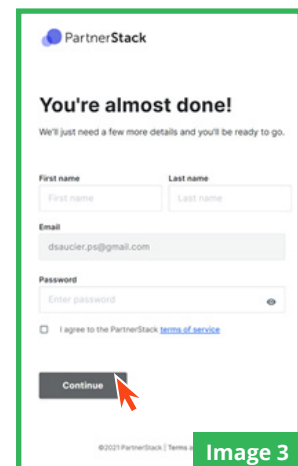 PartnerStack
You're almost done!
We'll just need a few more details and you'll be ready to go.
First name Last name
First name Last name
Email
dsaucier.ps@gmail.com
Password
Enter password
I agree to the PartnerStack terms of service
Continue
©2021 PartnerStack | Terms
Image 3